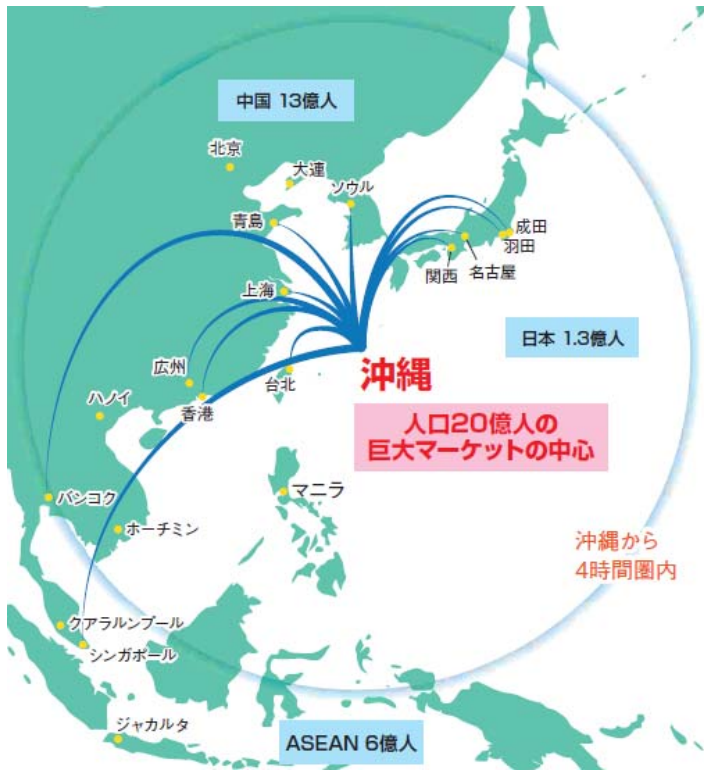 中国 13億人
北京
大連
ソウル
青島
成田
羽田
名古屋
関西
上海
日本 1.3億人
広州
台北
沖縄
香港
ハノイ
人口20億人の
巨大マーケットの中心
バンコク
マニラ
ホーチミン
沖縄から
4時間圏内
クアラルンプール
シンガポール
ジャカルタ
ASEAN 6億人